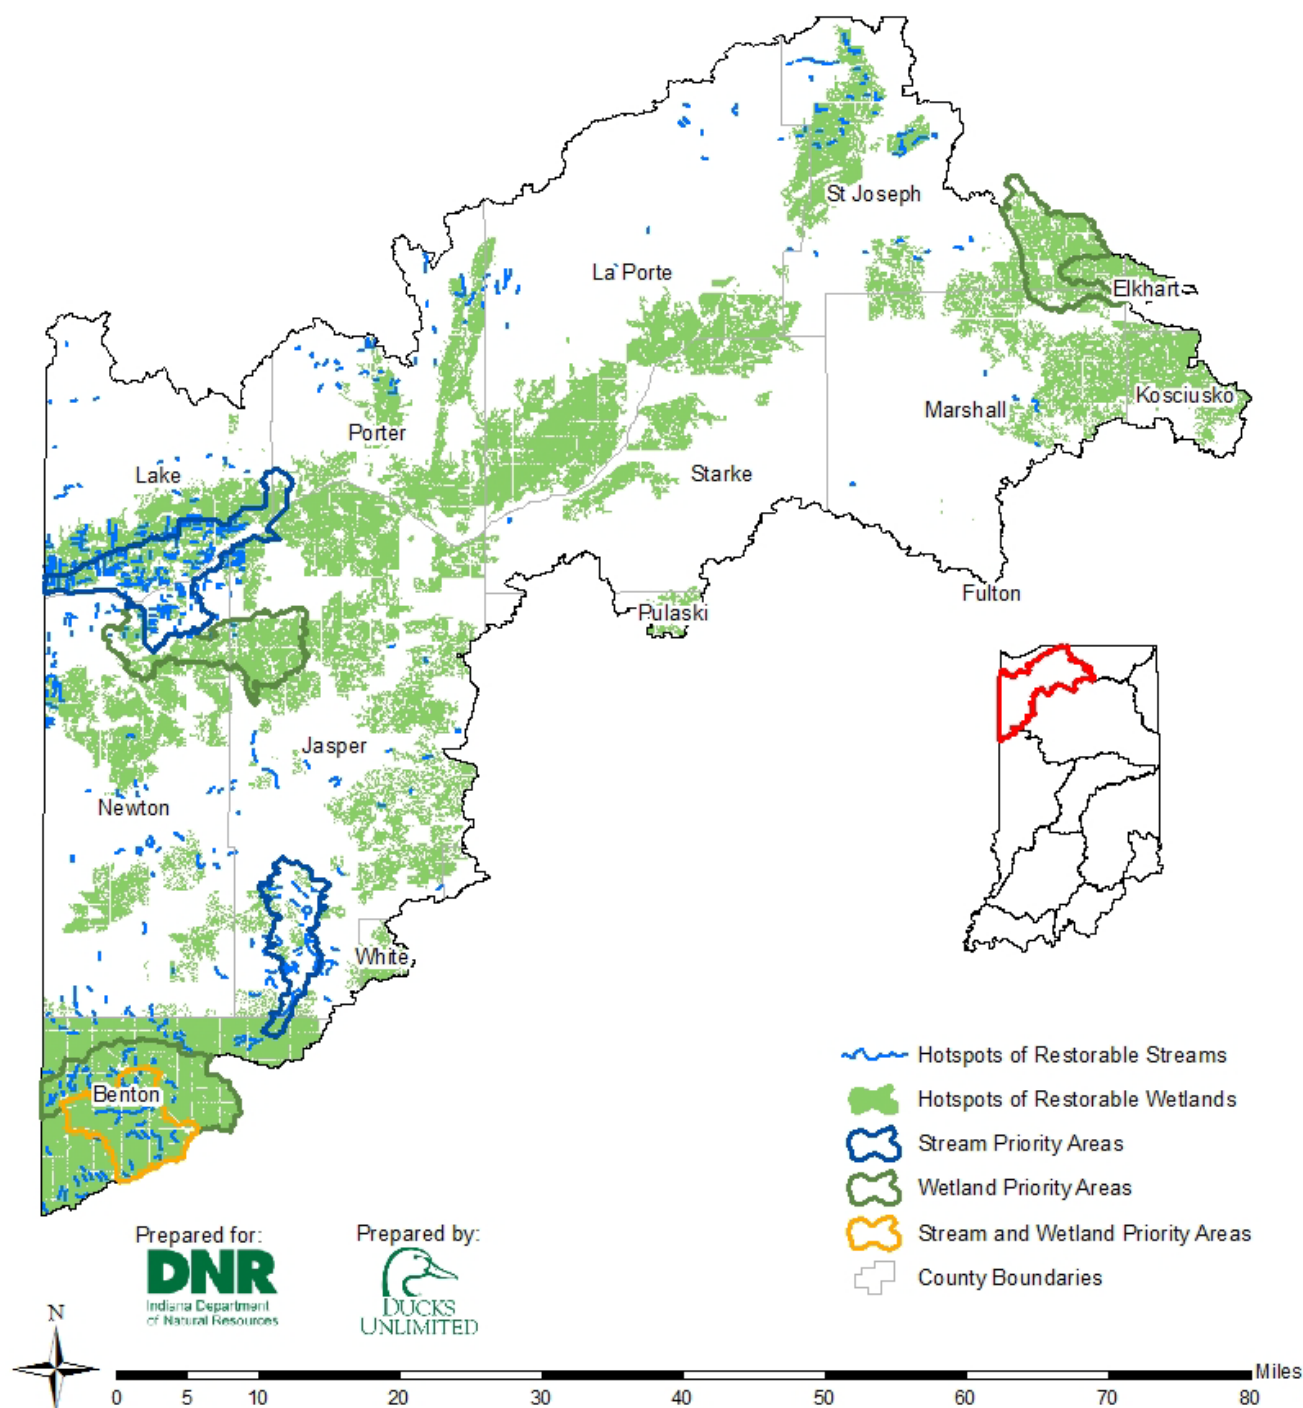 St Joseph
La Porte
Elkhart
Kosciusko
Marshall
Porter
Lake
Starke
Fulton
Pulaski
Jasper
Newton
White
Hotspots of Restorable Streams
Hotspots of Restorable Wetlands
Benton
Stream Priority Areas
Wetland Priority Areas
Stream and Wetland Priority Areas
County Boundaries
Prepared for:
DNR
Indiana Department
of Natural Resources
Prepared by:
DUCKS
UNLIMITED
N
Miles
0 5 10 20 30 40 50 60 70 80